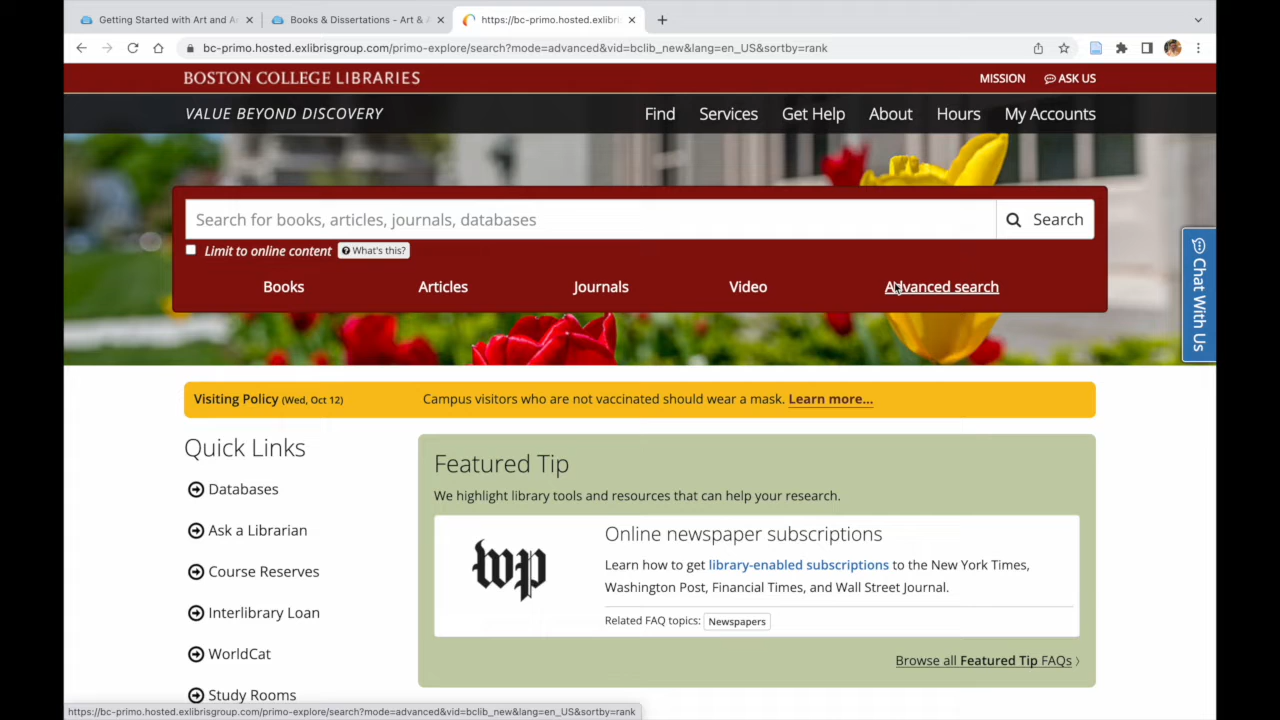 Getting Started with Art and A
Books & Dissertations - Art & A
https://bc-primo.hosted.exlibri
bc-primo.hosted.exlibrisgroup.com/primo-explore/search?mode=advanced&vid=bclib_new&lang=en_US&sortby=rank
BOSTON COLLEGE LIBRARIES
MISSION
ASK US
VALUE BEYOND DISCOVERY
Find
Services
Get Help
About
Hours
My Accounts
Search for books, articles, journals, databases
Search
Limit to online content
What's this?
Books
Articles
Journals
Video
Advanced search
Chat With Us
Visiting Policy (Wed, Oct 12)
Campus visitors who are not vaccinated should wear a mask. Learn more...
Quick Links
Databases
Ask a Librarian
Course Reserves
Interlibrary Loan
WorldCat
Study Rooms
Featured Tip
We highlight library tools and resources that can help your research.
wp
Online newspaper subscriptions
Learn how to get library-enabled subscriptions to the New York Times,
Washington Post, Financial Times, and Wall Street Journal.
Related FAQ topics: Newspapers
Browse all Featured Tip FAQs
https://bc-primo.hosted.exlibrisgroup.com/primo-explore/search?mode=advanced&vid=bclib_new&lang=en_US&sortby=rank